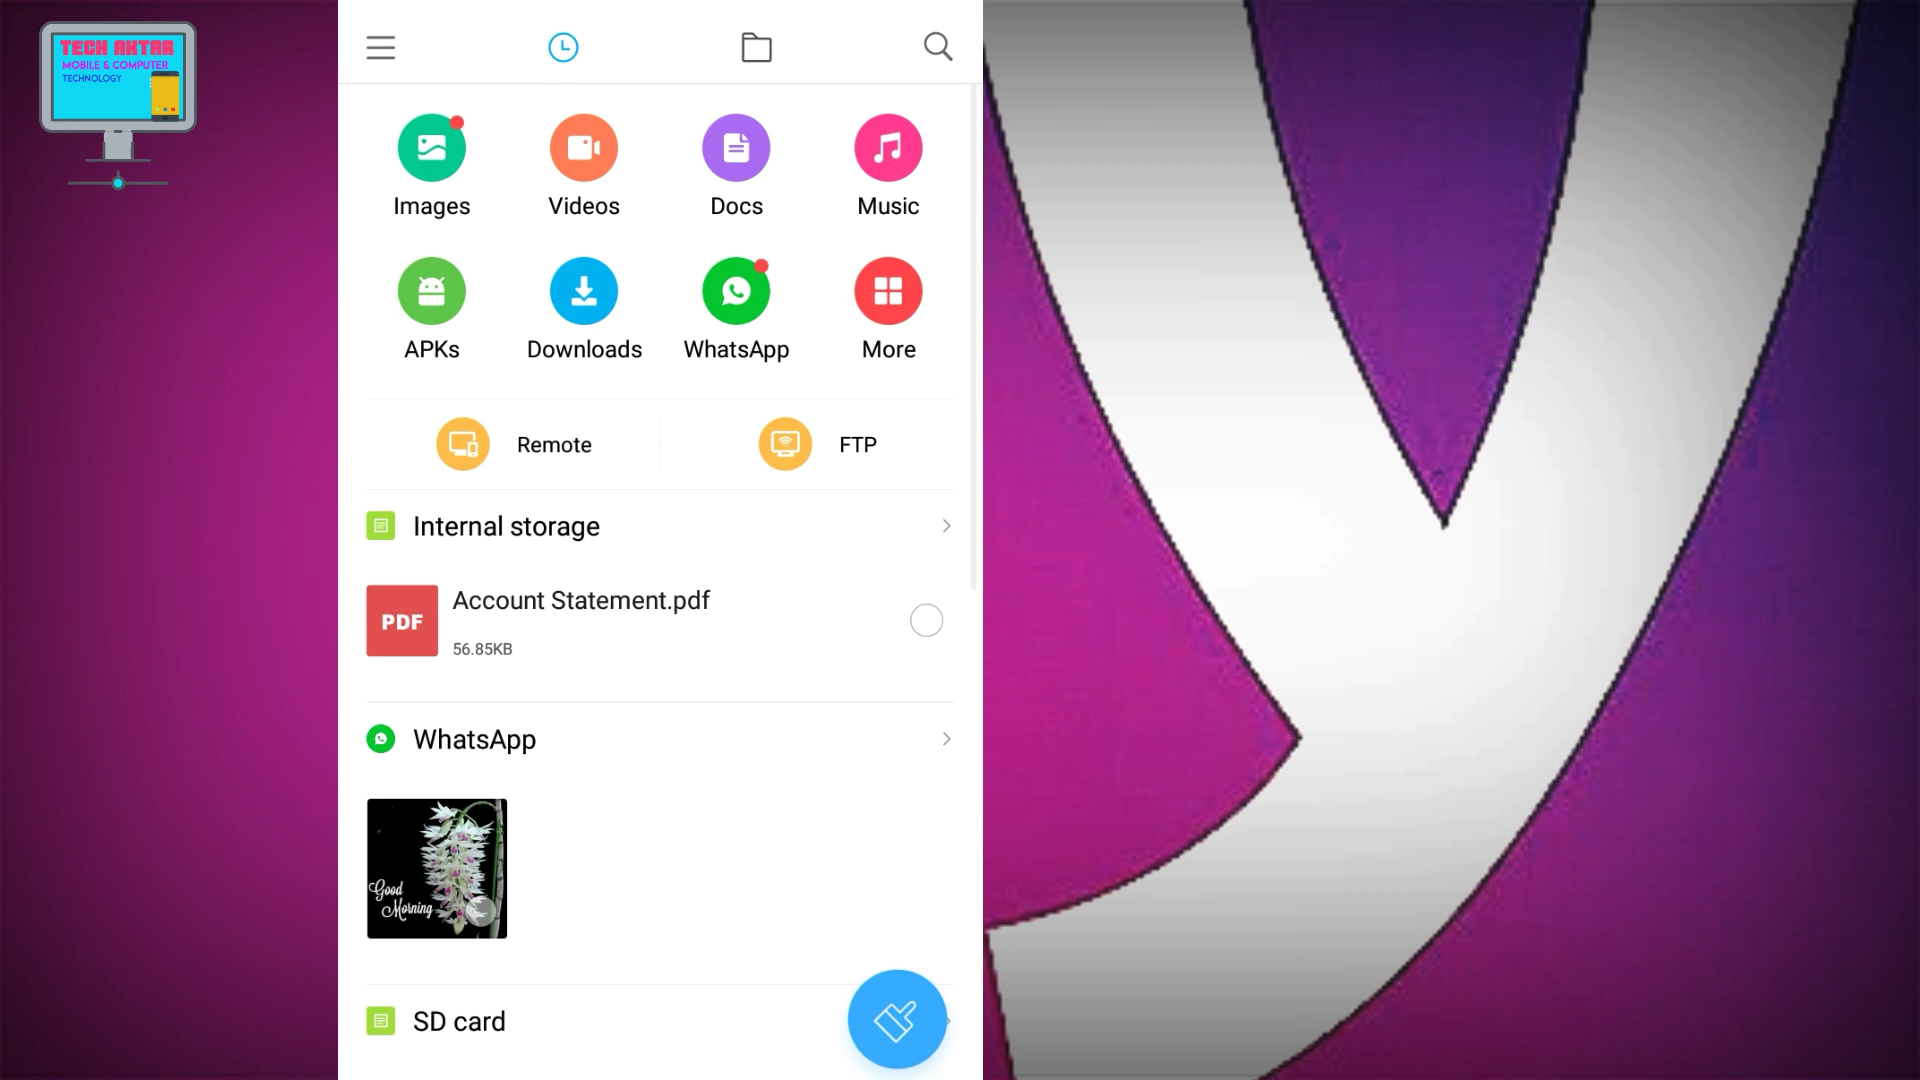 TECH AKTAR
MOBILE & COMPUTER
TECHNOLOGY
Images
Videos
Docs
Music
APKs
Downloads
WhatsApp
More
Remote
FTP
Internal storage
PDF
Account Statement.pdf
56.85KB
WhatsApp
Good
Morning
SD card
y